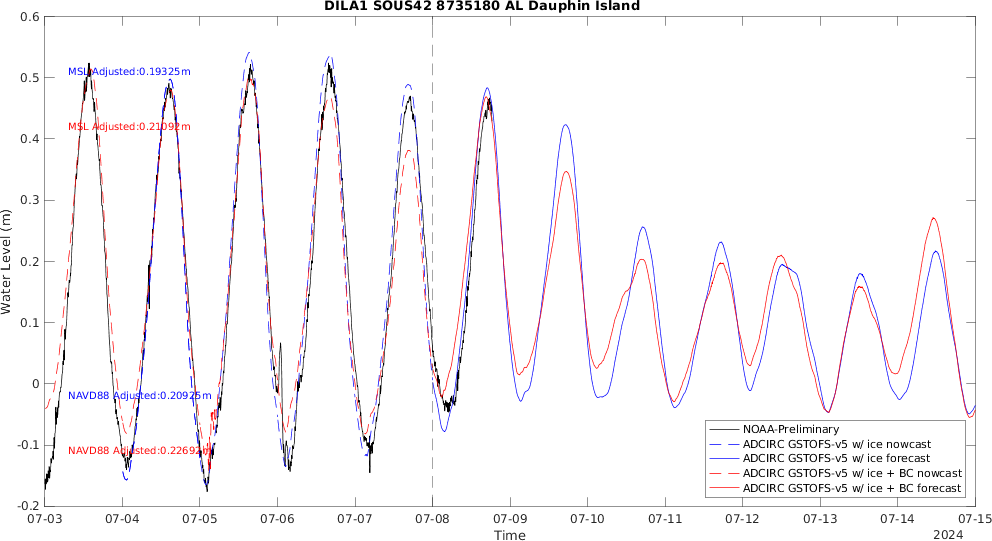 DILA1 SOUS42 8735180 AL Dauphin Island
Water Level (m)
0.6
0.5
0.4
0.3
0.2
0.1
0
-0.1
-0.2
MSL Adjusted:0.19325m
MSL Adjusted:0.21092m
NAVD88 Adjusted:0.20925m
NAVD88 Adjusted:0.22692m
NOAA-Preliminary
ADCIRC GSTOFS-v5 w/ ice nowcast
ADCIRC GSTOFS-v5 w/ ice forecast
ADCIRC GSTOFS-v5 w/ ice + BC nowcast
ADCIRC GSTOFS-v5 w/ ice + BC forecast
07-03 07-04 07-05 07-06 07-07 07-08 07-09 07-10 07-11 07-12 07-13 07-14 07-15
Time
2024